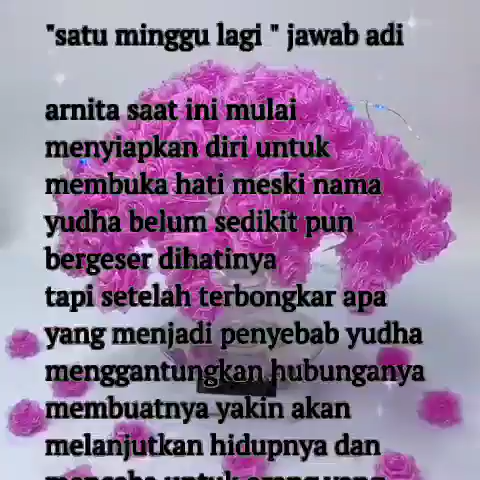 "satu minggu lagi " jawab adi
arnita saat ini mulai
menyiapkan diri untuk
membuka hati meski nama
yudha belum sedikit pun
bergeser dihatinya
tapi setelah terbongkar apa
yang menjadi penyebab yudha
menggantungkan hubunganya
membuatnya yakin akan
melanjutkan hidupnya dan